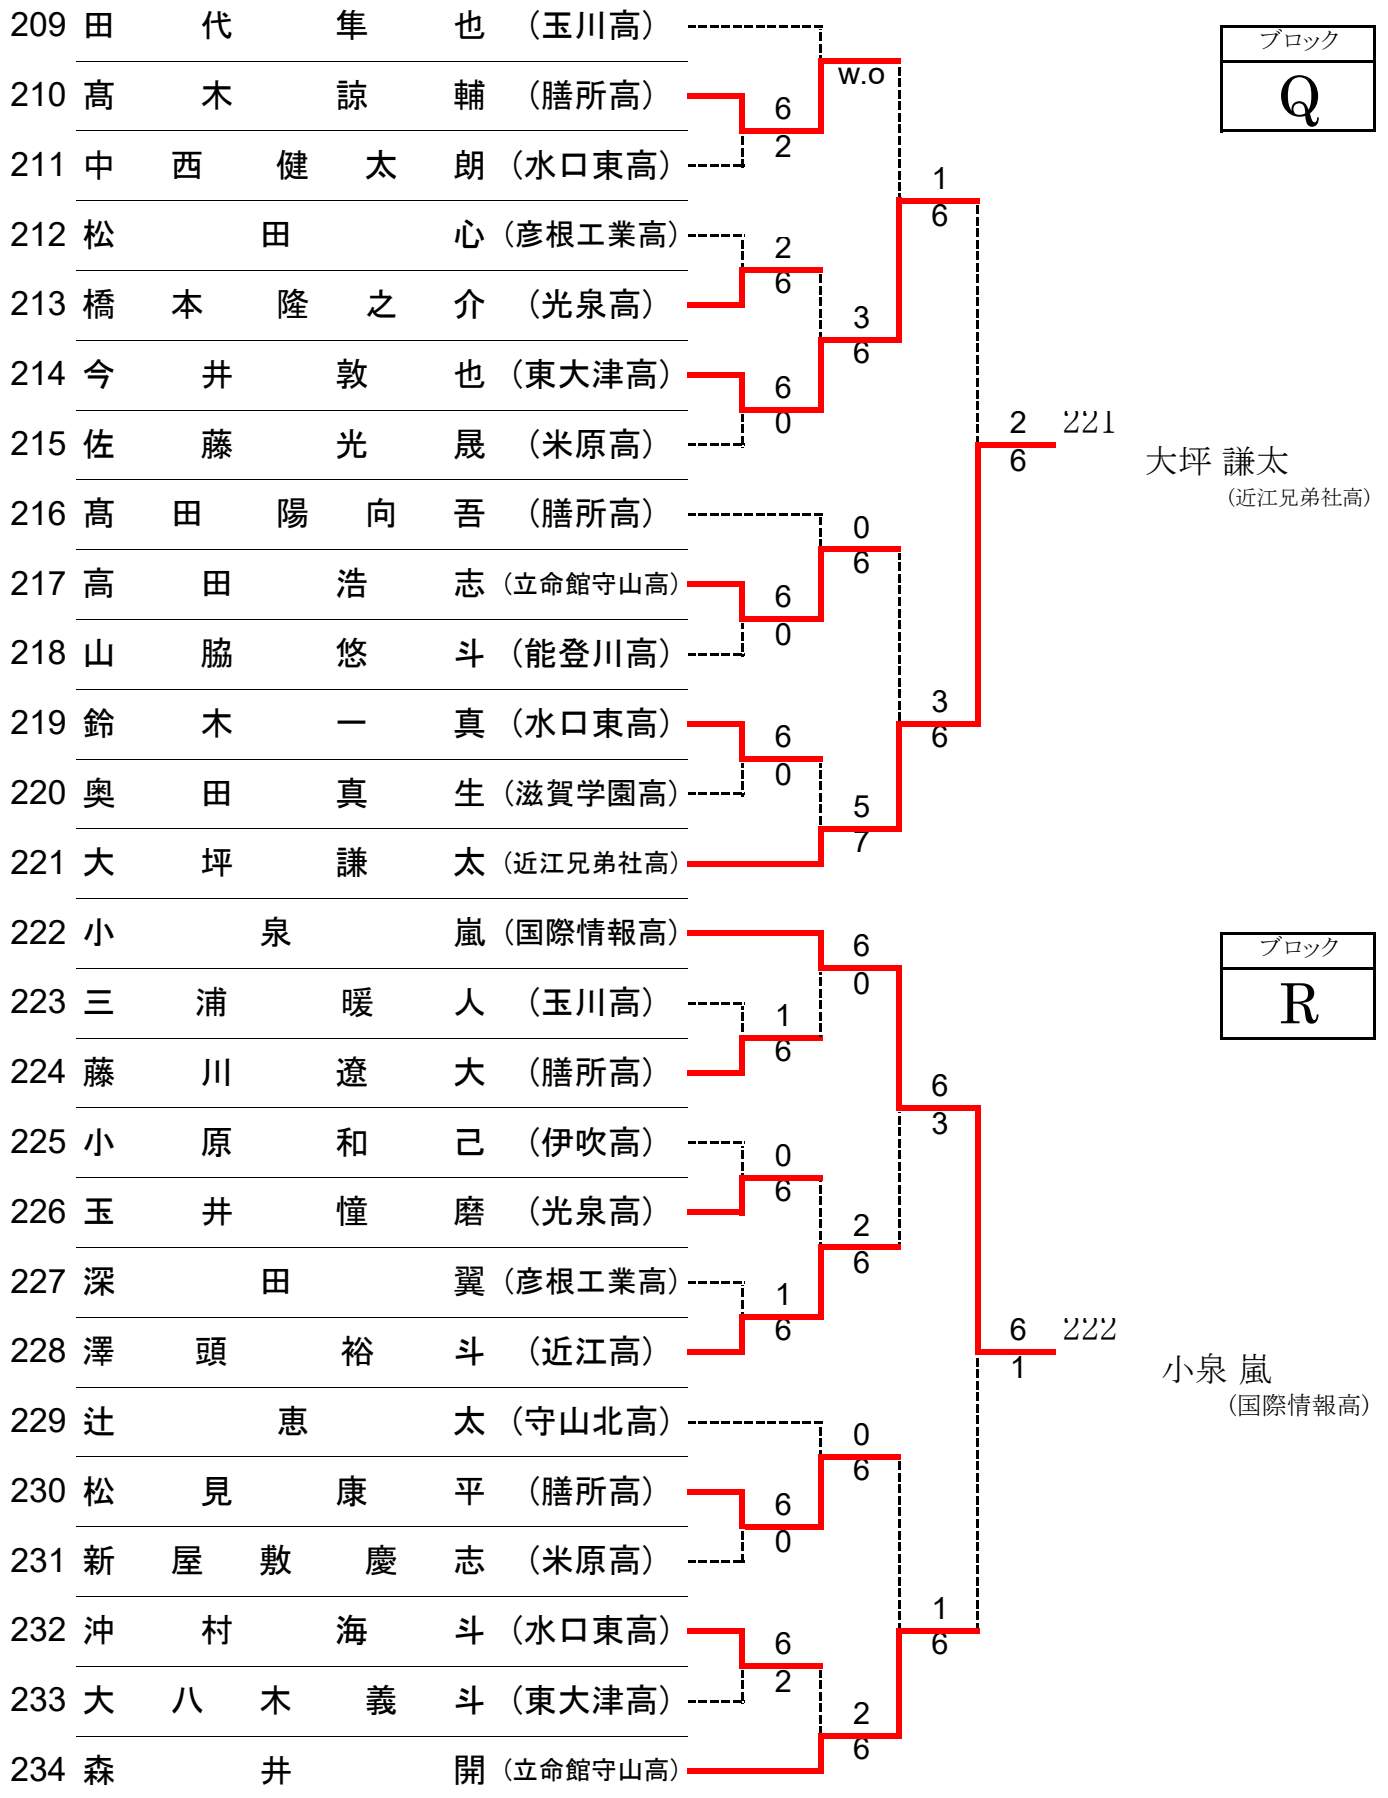 209 田代隼也 (玉川高)
ブロック
Q
w.o
210 髙木諒輔 (膳所高)
6
2
211 中西健太朗 (水口東高)
1
6
212 松田心 (彦根工業高)
2
6
213 橋本隆之介 (光泉高)
3
6
214 今井敦也 (東大津高)
6
0
215 佐藤光晟 (米原高)
2
6
221
大坪 謙太
(近江兄弟社高)
216 髙田陽向吾 (膳所高)
0
6
217 高田浩志 (立命館守山高)
6
0
218 山脇悠斗 (能登川高)
219 鈴木一真 (水口東高)
3
6
6
0
220 奥田真生 (滋賀学園高)
5
7
221 大坪謙太 (近江兄弟社高)
222 小泉嵐 (国際情報高)
6
0
ブロック
R
223 三浦暖人 (玉川高)
1
6
224 藤川遼大 (膳所高)
6
3
225 小原和己 (伊吹高)
0
6
226 玉井憧磨 (光泉高)
2
6
227 深田翼 (彦根工業高)
1
6
228 澤頭裕斗 (近江高)
6
1
222
小泉 嵐
(国際情報高)
229 辻恵太 (守山北高)
0
6
230 松見康平 (膳所高)
6
0
231 新屋敷慶志 (米原高)
232 沖村海斗 (水口東高)
1
6
6
2
233 大八木義斗 (東大津高)
2
6
234 森井開 (立命館守山高)